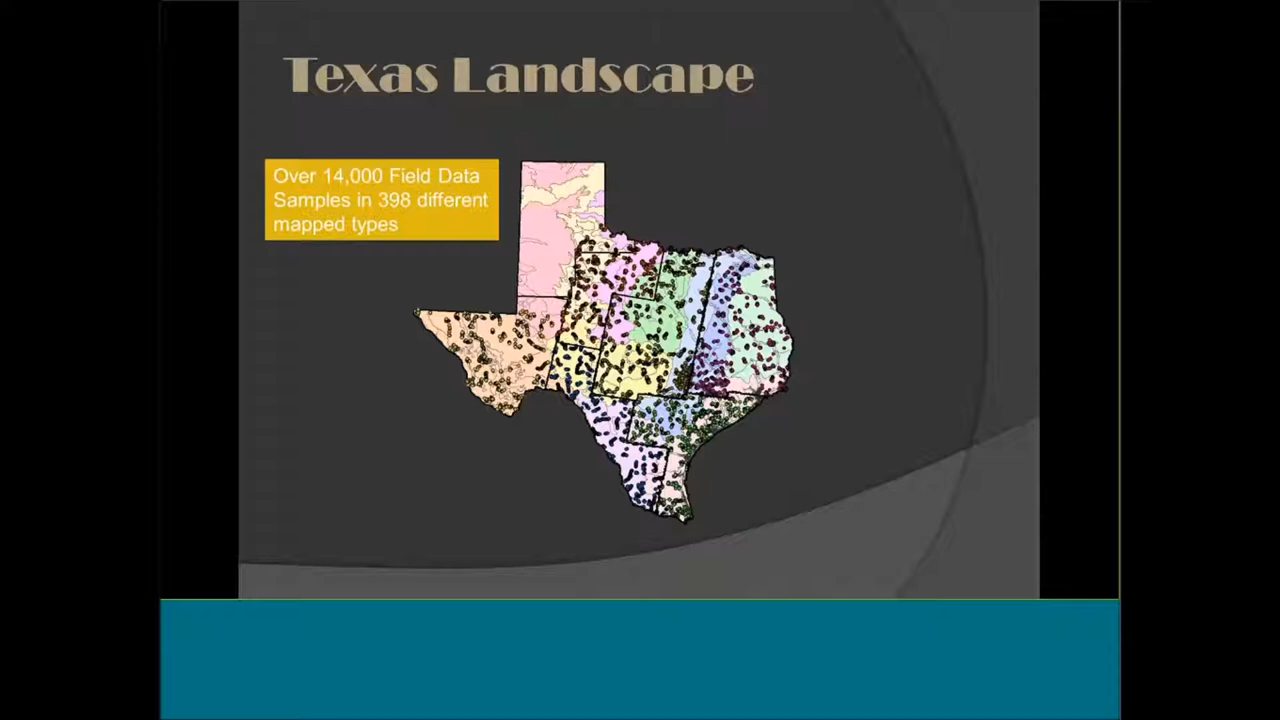 Texas Landscape
Over 14,000 Field Data
Samples in 398 different
mapped types